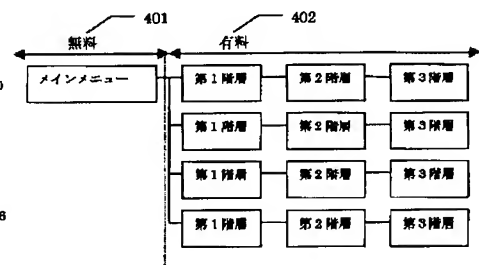 401 402
無料 有料
メインメニュー 第1階層 第2階層 第3階層
第1階層 第2階層 第3階層
第1階層 第2階層 第3階層
第1階層 第2階層 第3階層